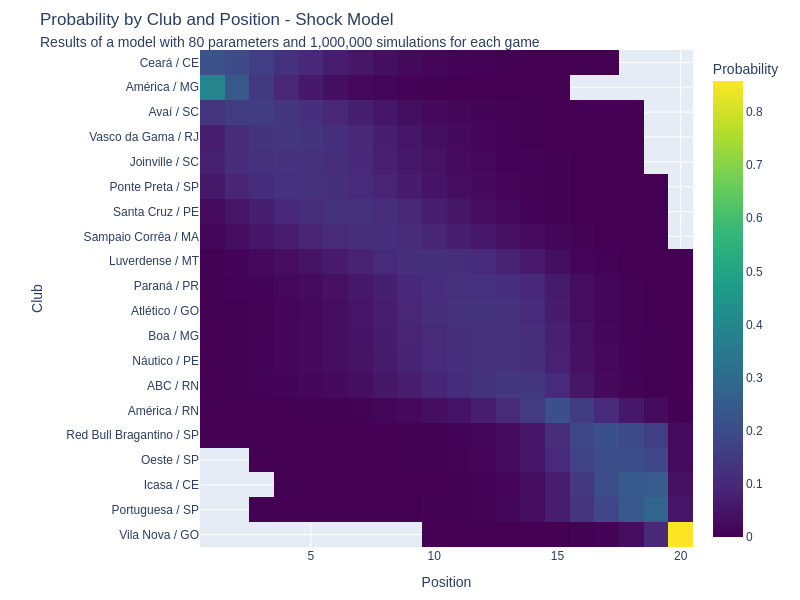 Probability by Club and Position - Shock Model
Results of a model with 80 parameters and 1,000,000 simulations for each game
Probability
Club
Ceará / CE
América / MG
Avaí / SC
Vasco da Gama / RJ
Joinville / SC
Ponte Preta / SP
Santa Cruz / PE
Sampaio Corrêa / MA
Luverdense / MT
Paraná / PR
Atlético / GO
Boa / MG
Náutico / PE
ABC / RN
América / RN
Red Bull Bragantino / SP
Oeste / SP
Icasa / CE
Portuguesa / SP
Vila Nova / GO
0.8
0.7
0.6
0.5
0.4
0.3
0.2
0.1
0
5 10 15 20
Position